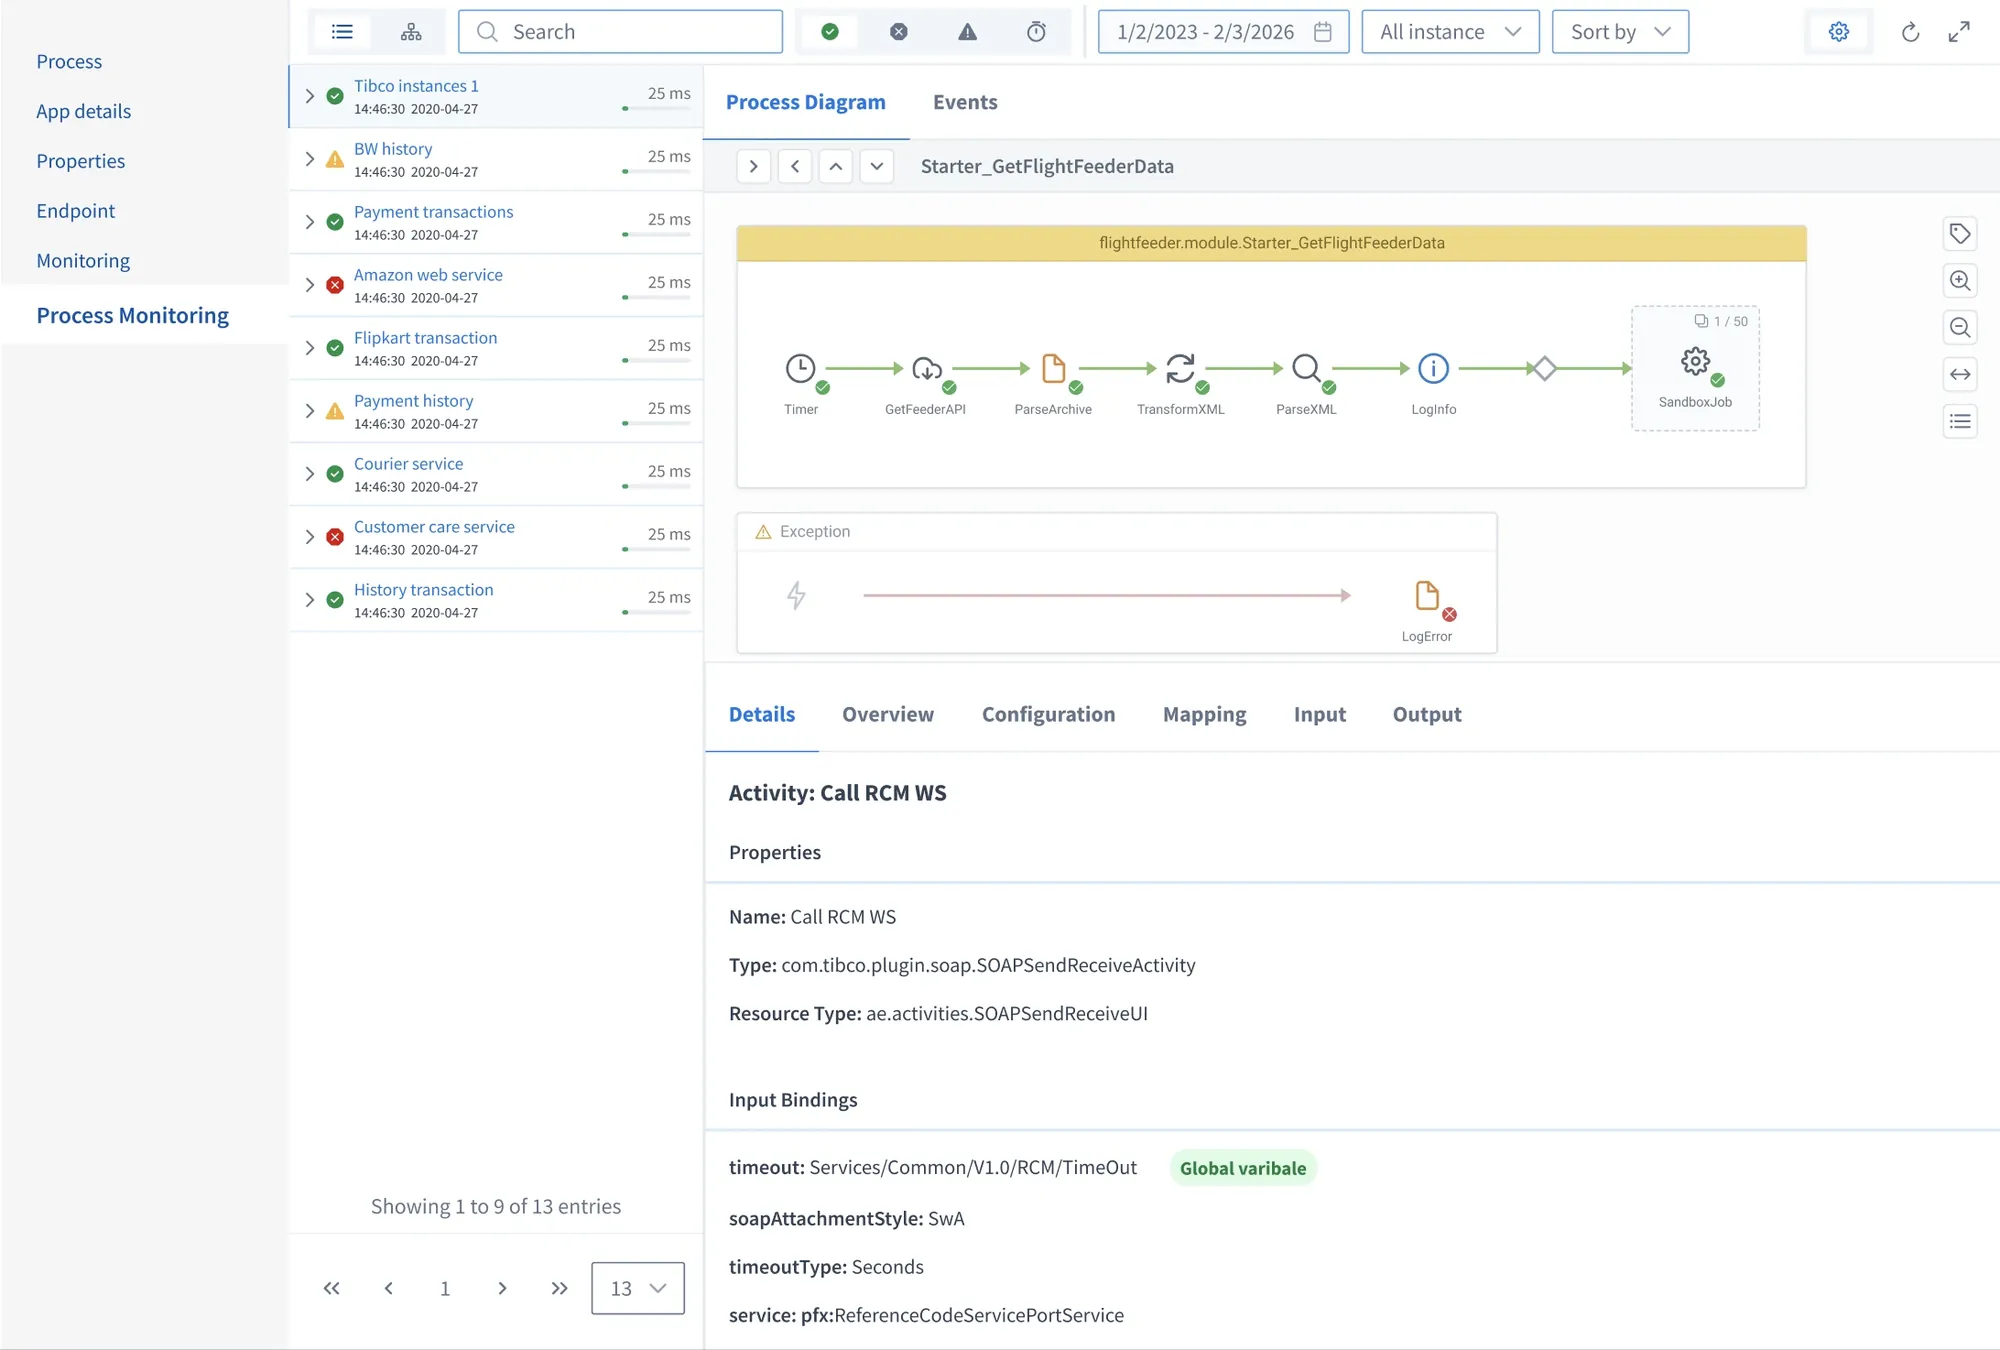 Process
App details
Properties
Endpoint
Monitoring
Process Monitoring
Search
1/2/2023 - 2/3/2026
All instance
Sort by
Tibco instances 1
14:46:30 2020-04-27
25 ms
BW history
14:46:30 2020-04-27
25 ms
Payment transactions
14:46:30 2020-04-27
25 ms
Amazon web service
14:46:30 2020-04-27
25 ms
Flipkart transaction
14:46:30 2020-04-27
25 ms
Payment history
14:46:30 2020-04-27
25 ms
Courier service
14:46:30 2020-04-27
25 ms
Customer care service
14:46:30 2020-04-27
25 ms
History transaction
14:46:30 2020-04-27
25 ms
Showing 1 to 9 of 13 entries
1
13
Process Diagram
Events
Starter_GetFlightFeederData
flightfeeder.module.Starter_GetFlightFeederData
1 / 50
Timer
GetFeederAPI
ParseArchive
TransformXML
ParseXML
LogInfo
SandboxJob
Exception
LogError
Details
Overview
Configuration
Mapping
Input
Output
Activity: Call RCM WS
Properties
Name: Call RCM WS
Type: com.tibco.plugin.soap.SOAPSendReceiveActivity
Resource Type: ae.activities.SOAPSendReceiveUI
Input Bindings
timeout: Services/Common/V1.0/RCM/TimeOut
Global varibale
soapAttachmentStyle: SwA
timeoutType: Seconds
service: pfx:ReferenceCodeServicePortService